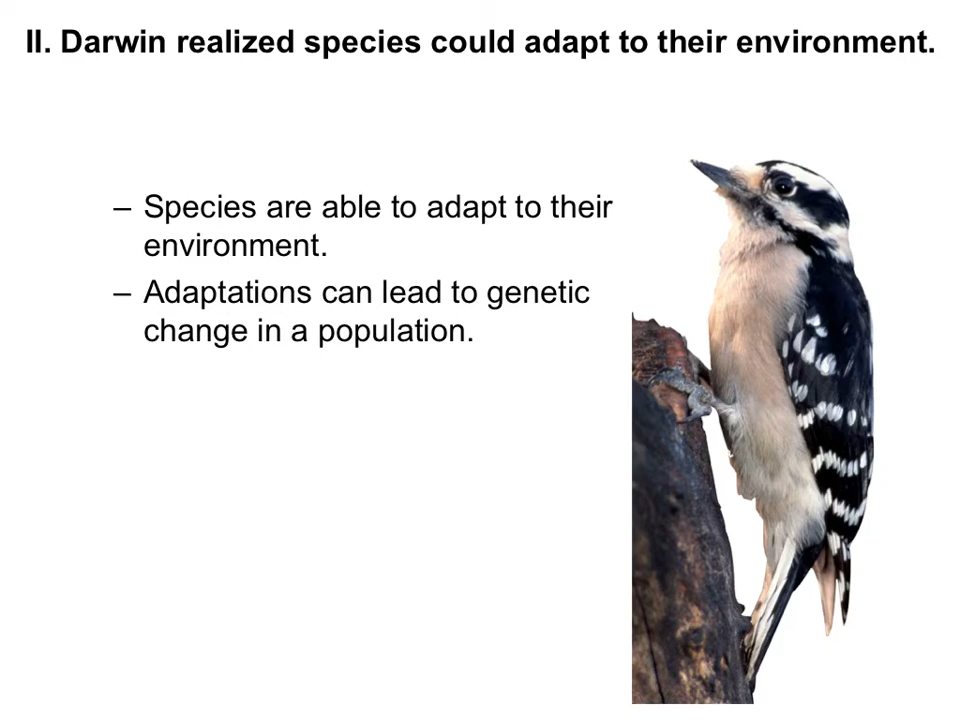 II. Darwin realized species could adapt to their environment.
– Species are able to adapt to their
environment.
– Adaptations can lead to genetic
change in a population.